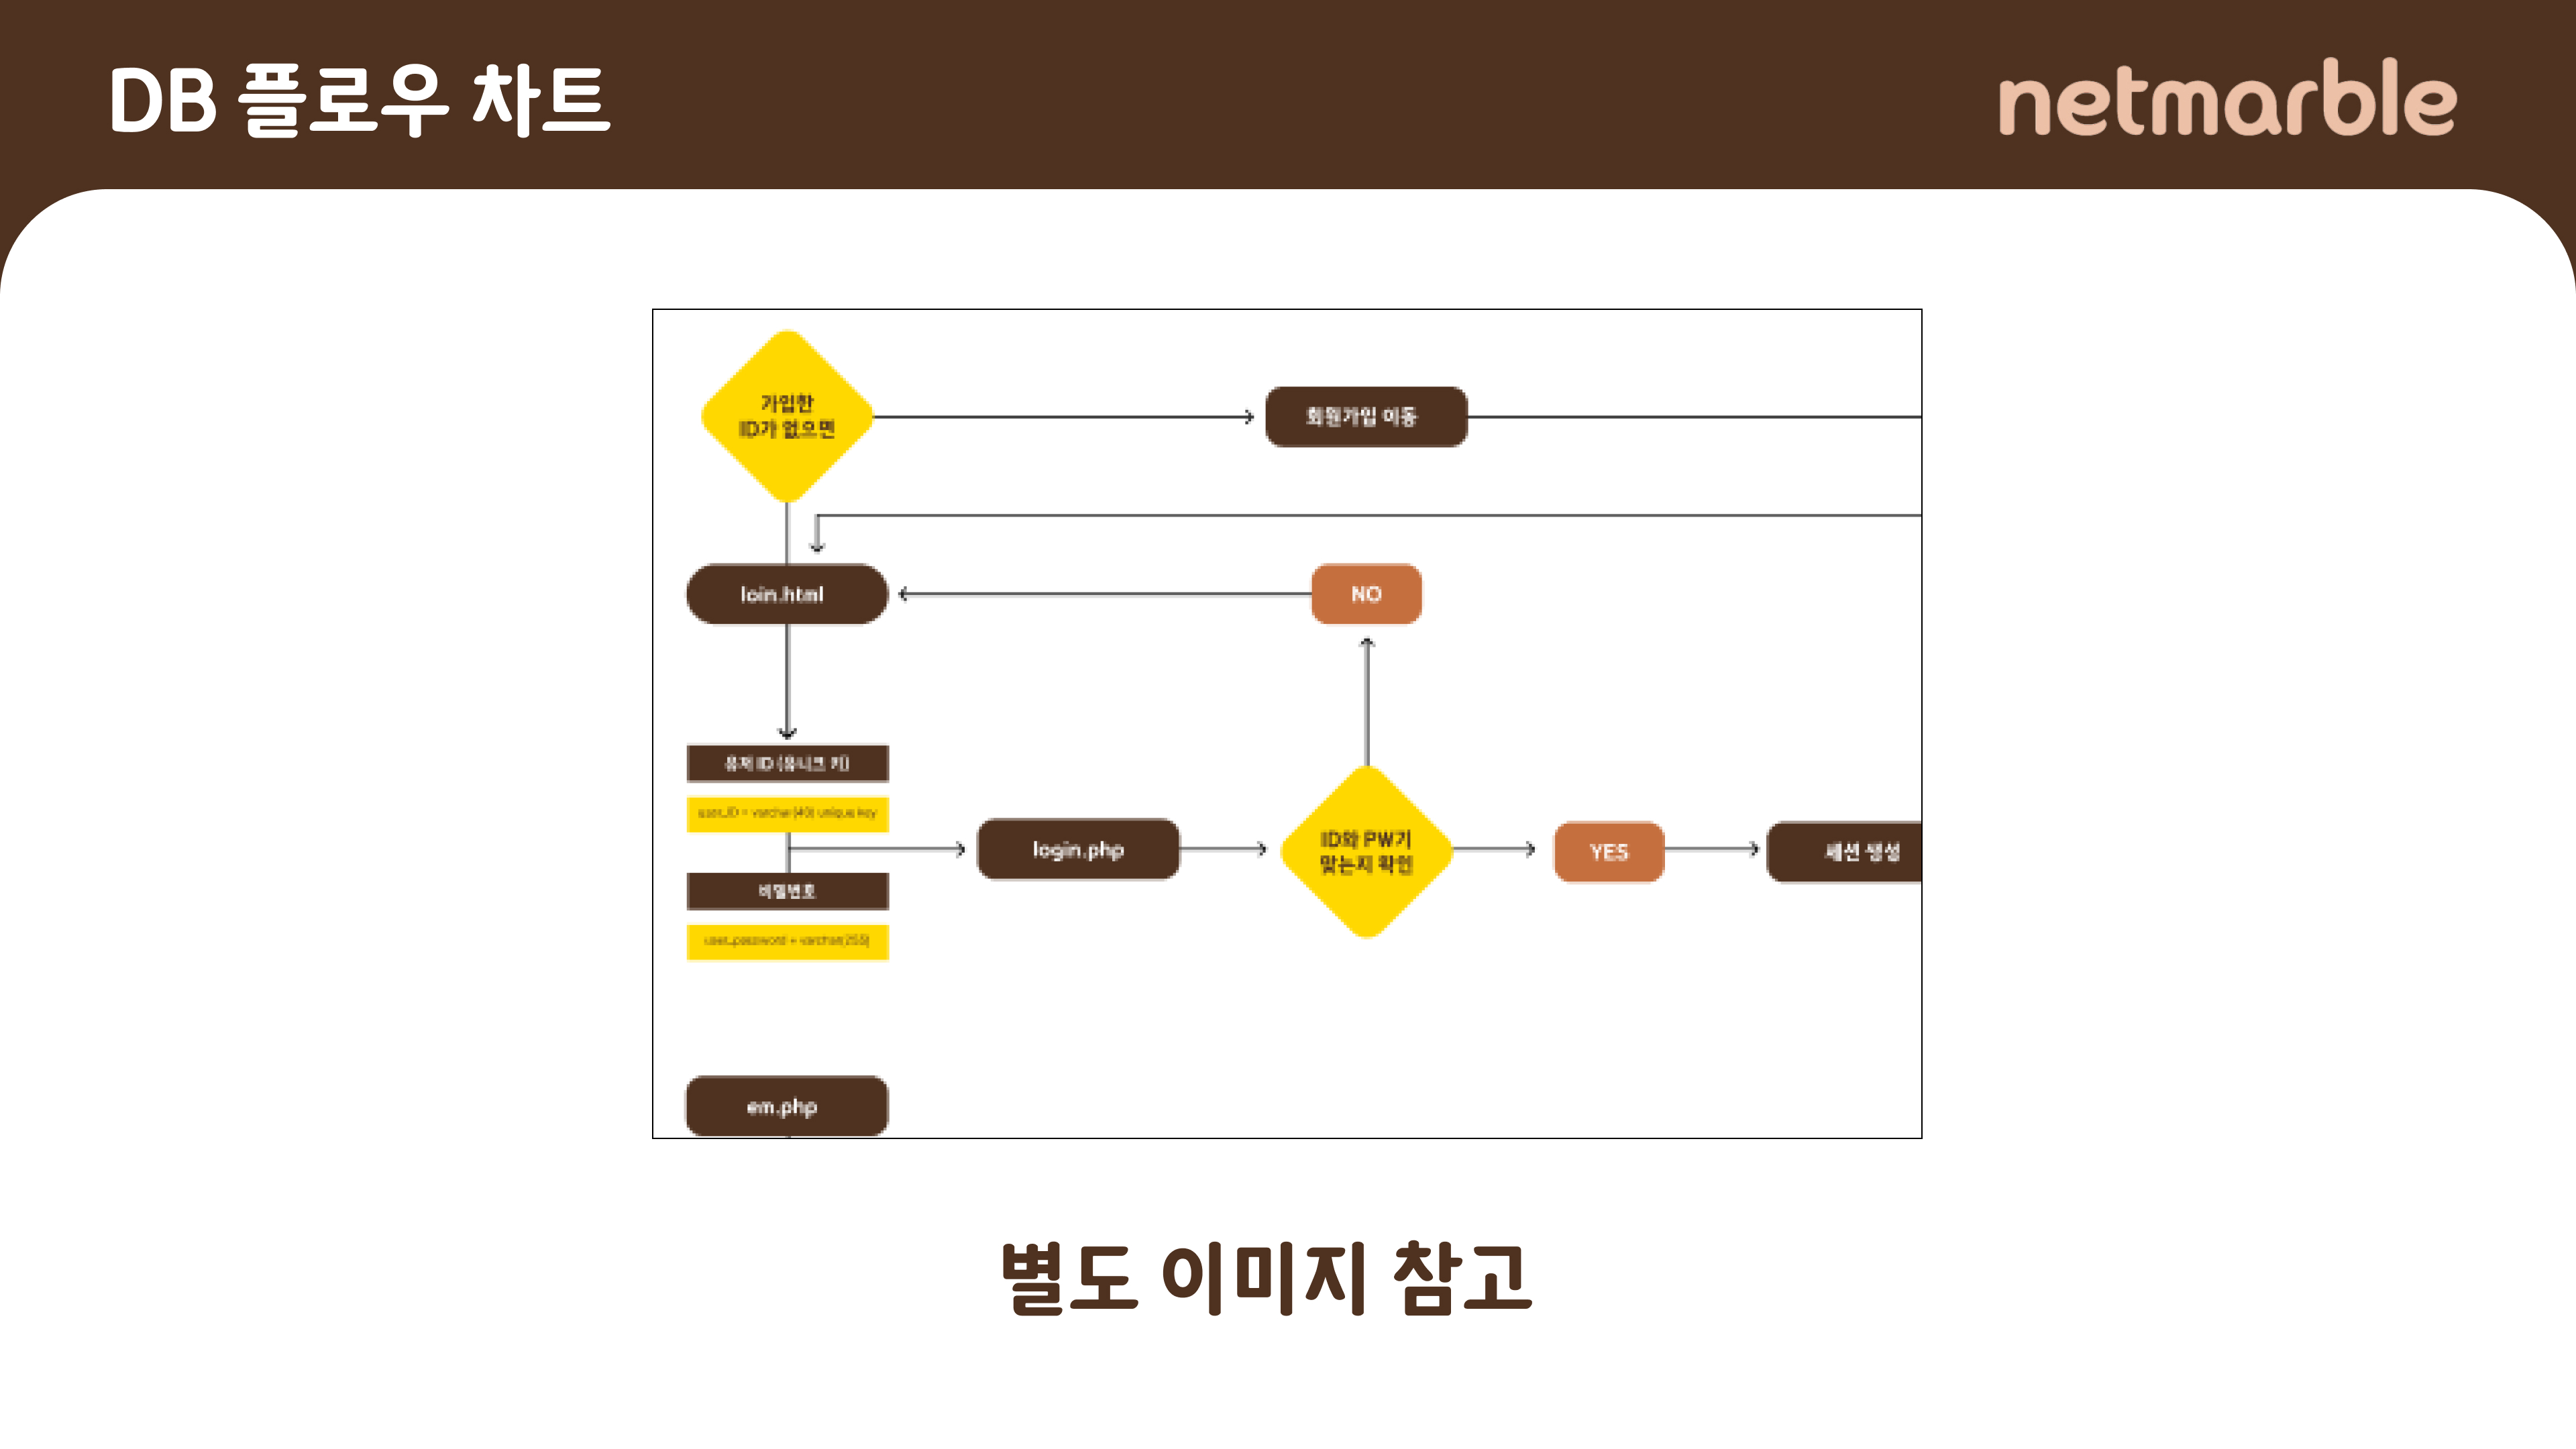 DB 플로우 차트
netmarble
가입한
ID가 없으면
회원가입 이동
loin.html
NO
유저 ID (유니크 키)
user_ID = varchar(40) unique key
login.php
ID와 PW가
맞는지 확인
YES
세션 생성
비밀번호
user_password = varchar(255)
em.php
별도 이미지 참고